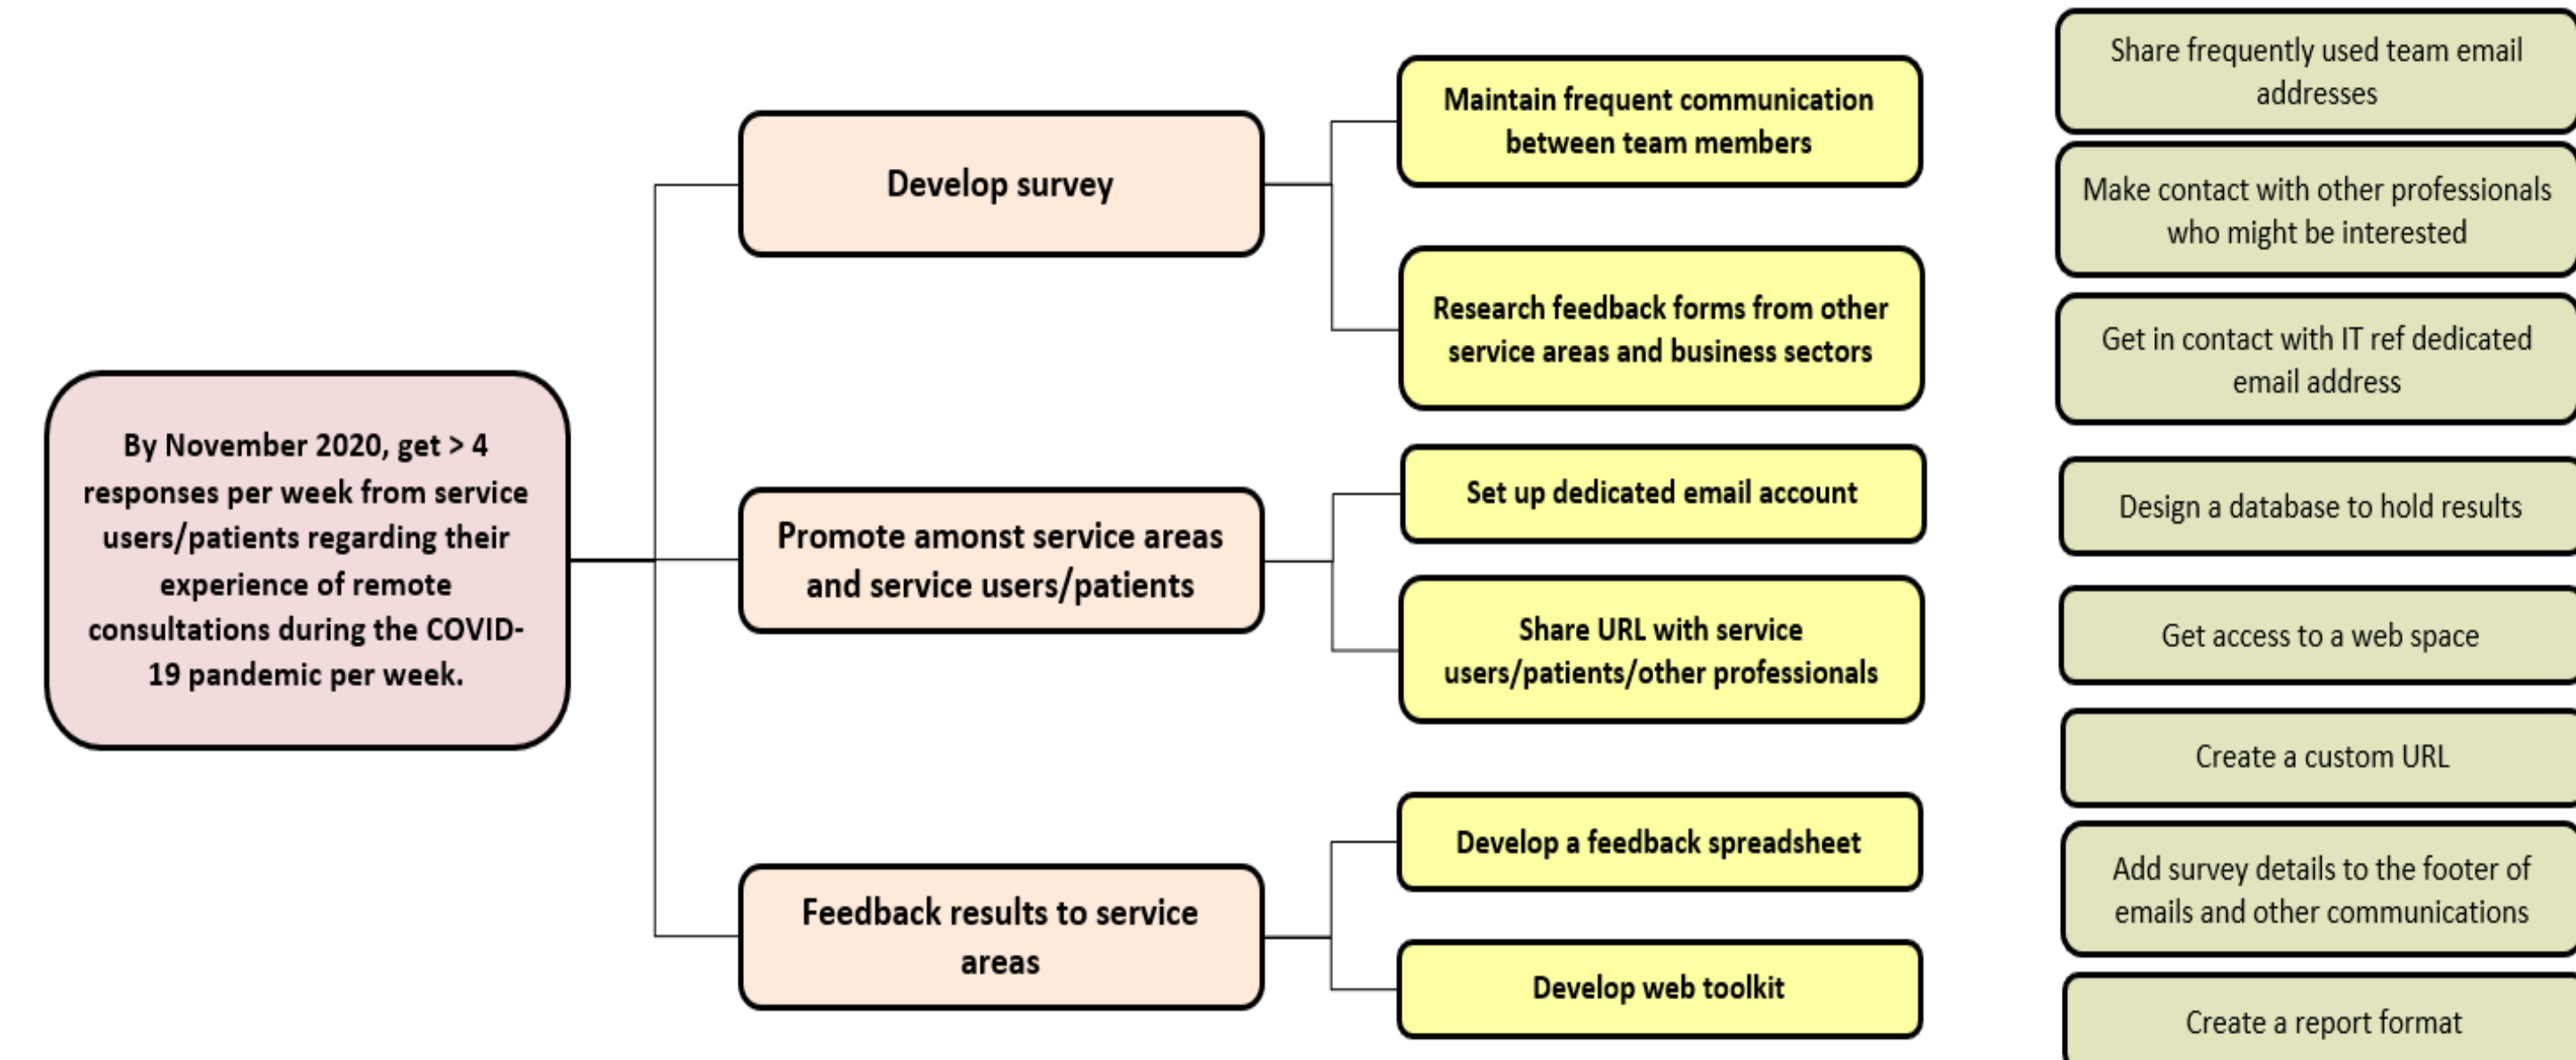 By November 2020, get > 4
responses per week from service
users/patients regarding their
experience of remote
consultations during the COVID-
19 pandemic per week.
Develop survey
Promote amonst service areas
and service users/patients
Feedback results to service
areas
Maintain frequent communication
between team members
Research feedback forms from other
service areas and business sectors
Set up dedicated email account
Share URL with service
users/patients/other professionals
Develop a feedback spreadsheet
Develop web toolkit
Share frequently used team email
addresses
Make contact with other professionals
who might be interested
Get in contact with IT ref dedicated
email address
Design a database to hold results
Get access to a web space
Create a custom URL
Add survey details to the footer of
emails and other communications
Create a report format